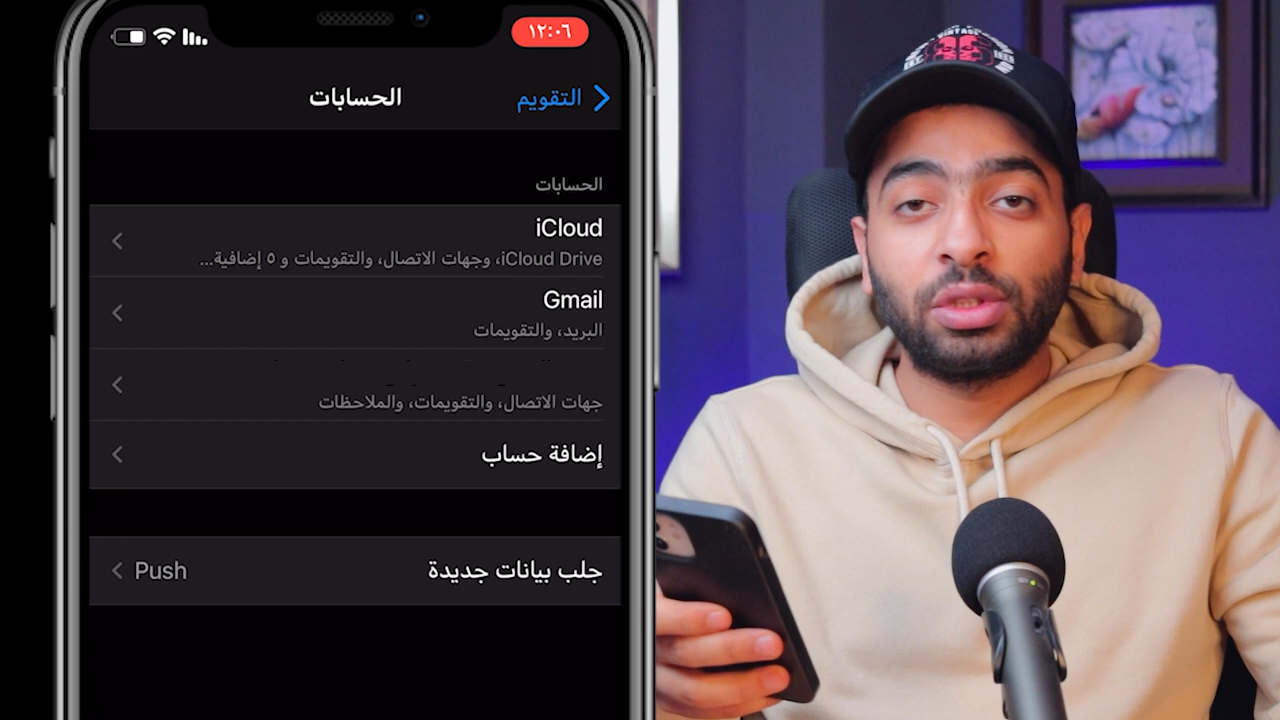 ١٢:٠٦
التقويم
الحسابات
الحسابات
iCloud
iCloud Drive، وجهات الاتصال، والتقويمات و ٥ إضافية...
Gmail
البريد، والتقويمات
جهات الاتصال، والتقويمات، والملاحظات
إضافة حساب
جلب بيانات جديدة
Push
VINTAGE